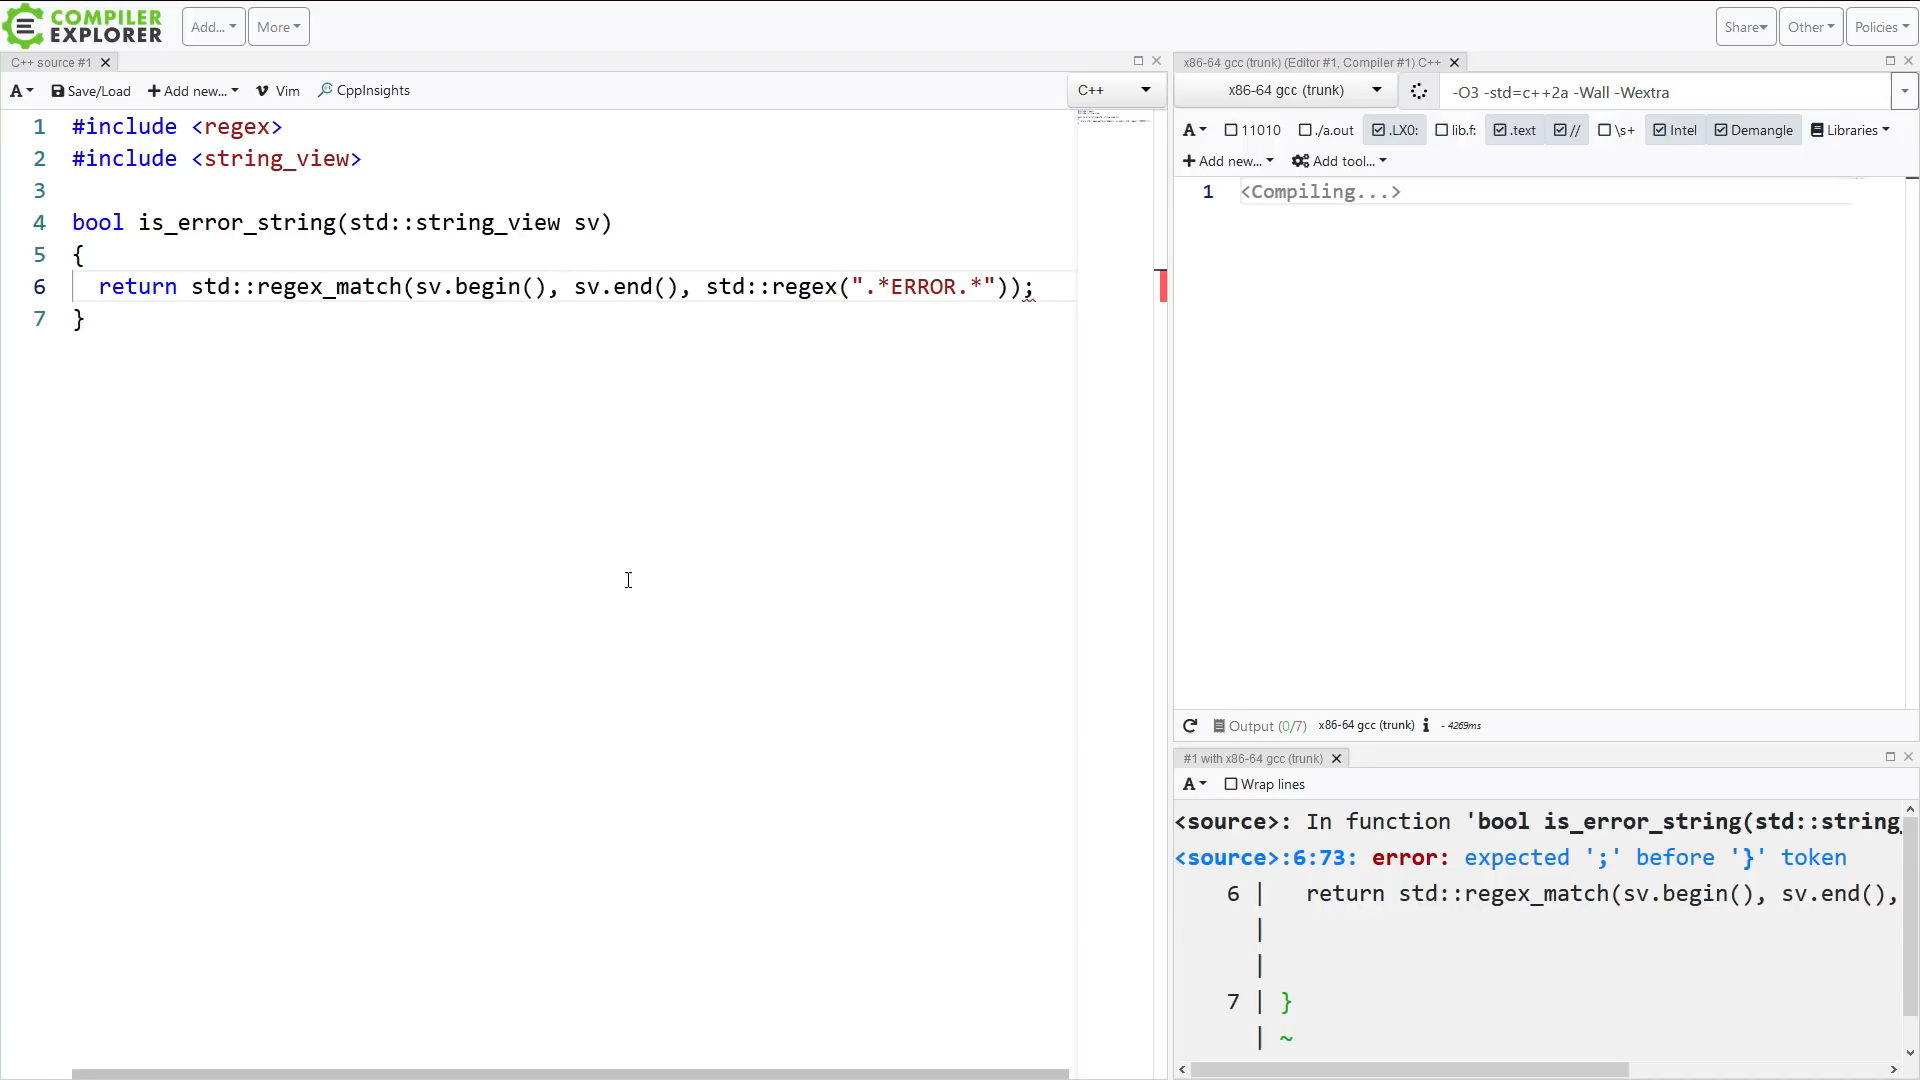 COMPILER
EXPLORER
Add...
More
Share
Other
Policies
C++ source #1
A
Save/Load
Add new...
Vim
CppInsights
C++
1 #include <regex>
2 #include <string_view>
3
4 bool is_error_string(std::string_view sv)
5 {
6 return std::regex_match(sv.begin(), sv.end(), std::regex(".*ERROR.*"));
7 }
x86-64 gcc (trunk) (Editor #1, Compiler #1) C++
x86-64 gcc (trunk)
-O3 -std=c++2a -Wall -Wextra
A
11010
./a.out
.LX0:
lib.f:
.text
//
\s+
Intel
Demangle
Libraries
Add new...
Add tool...
1 <Compiling...>
Output (0/7)
x86-64 gcc (trunk)
- 4269ms
#1 with x86-64 gcc (trunk)
A
Wrap lines
<source>: In function 'bool is_error_string(std::string_
<source>:6:73: error: expected ';' before '}' token
6 | return std::regex_match(sv.begin(), sv.end(),
|
|
7 | }
| ~